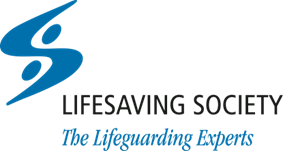 LIFESAVING SOCIETY
The Lifeguarding Experts